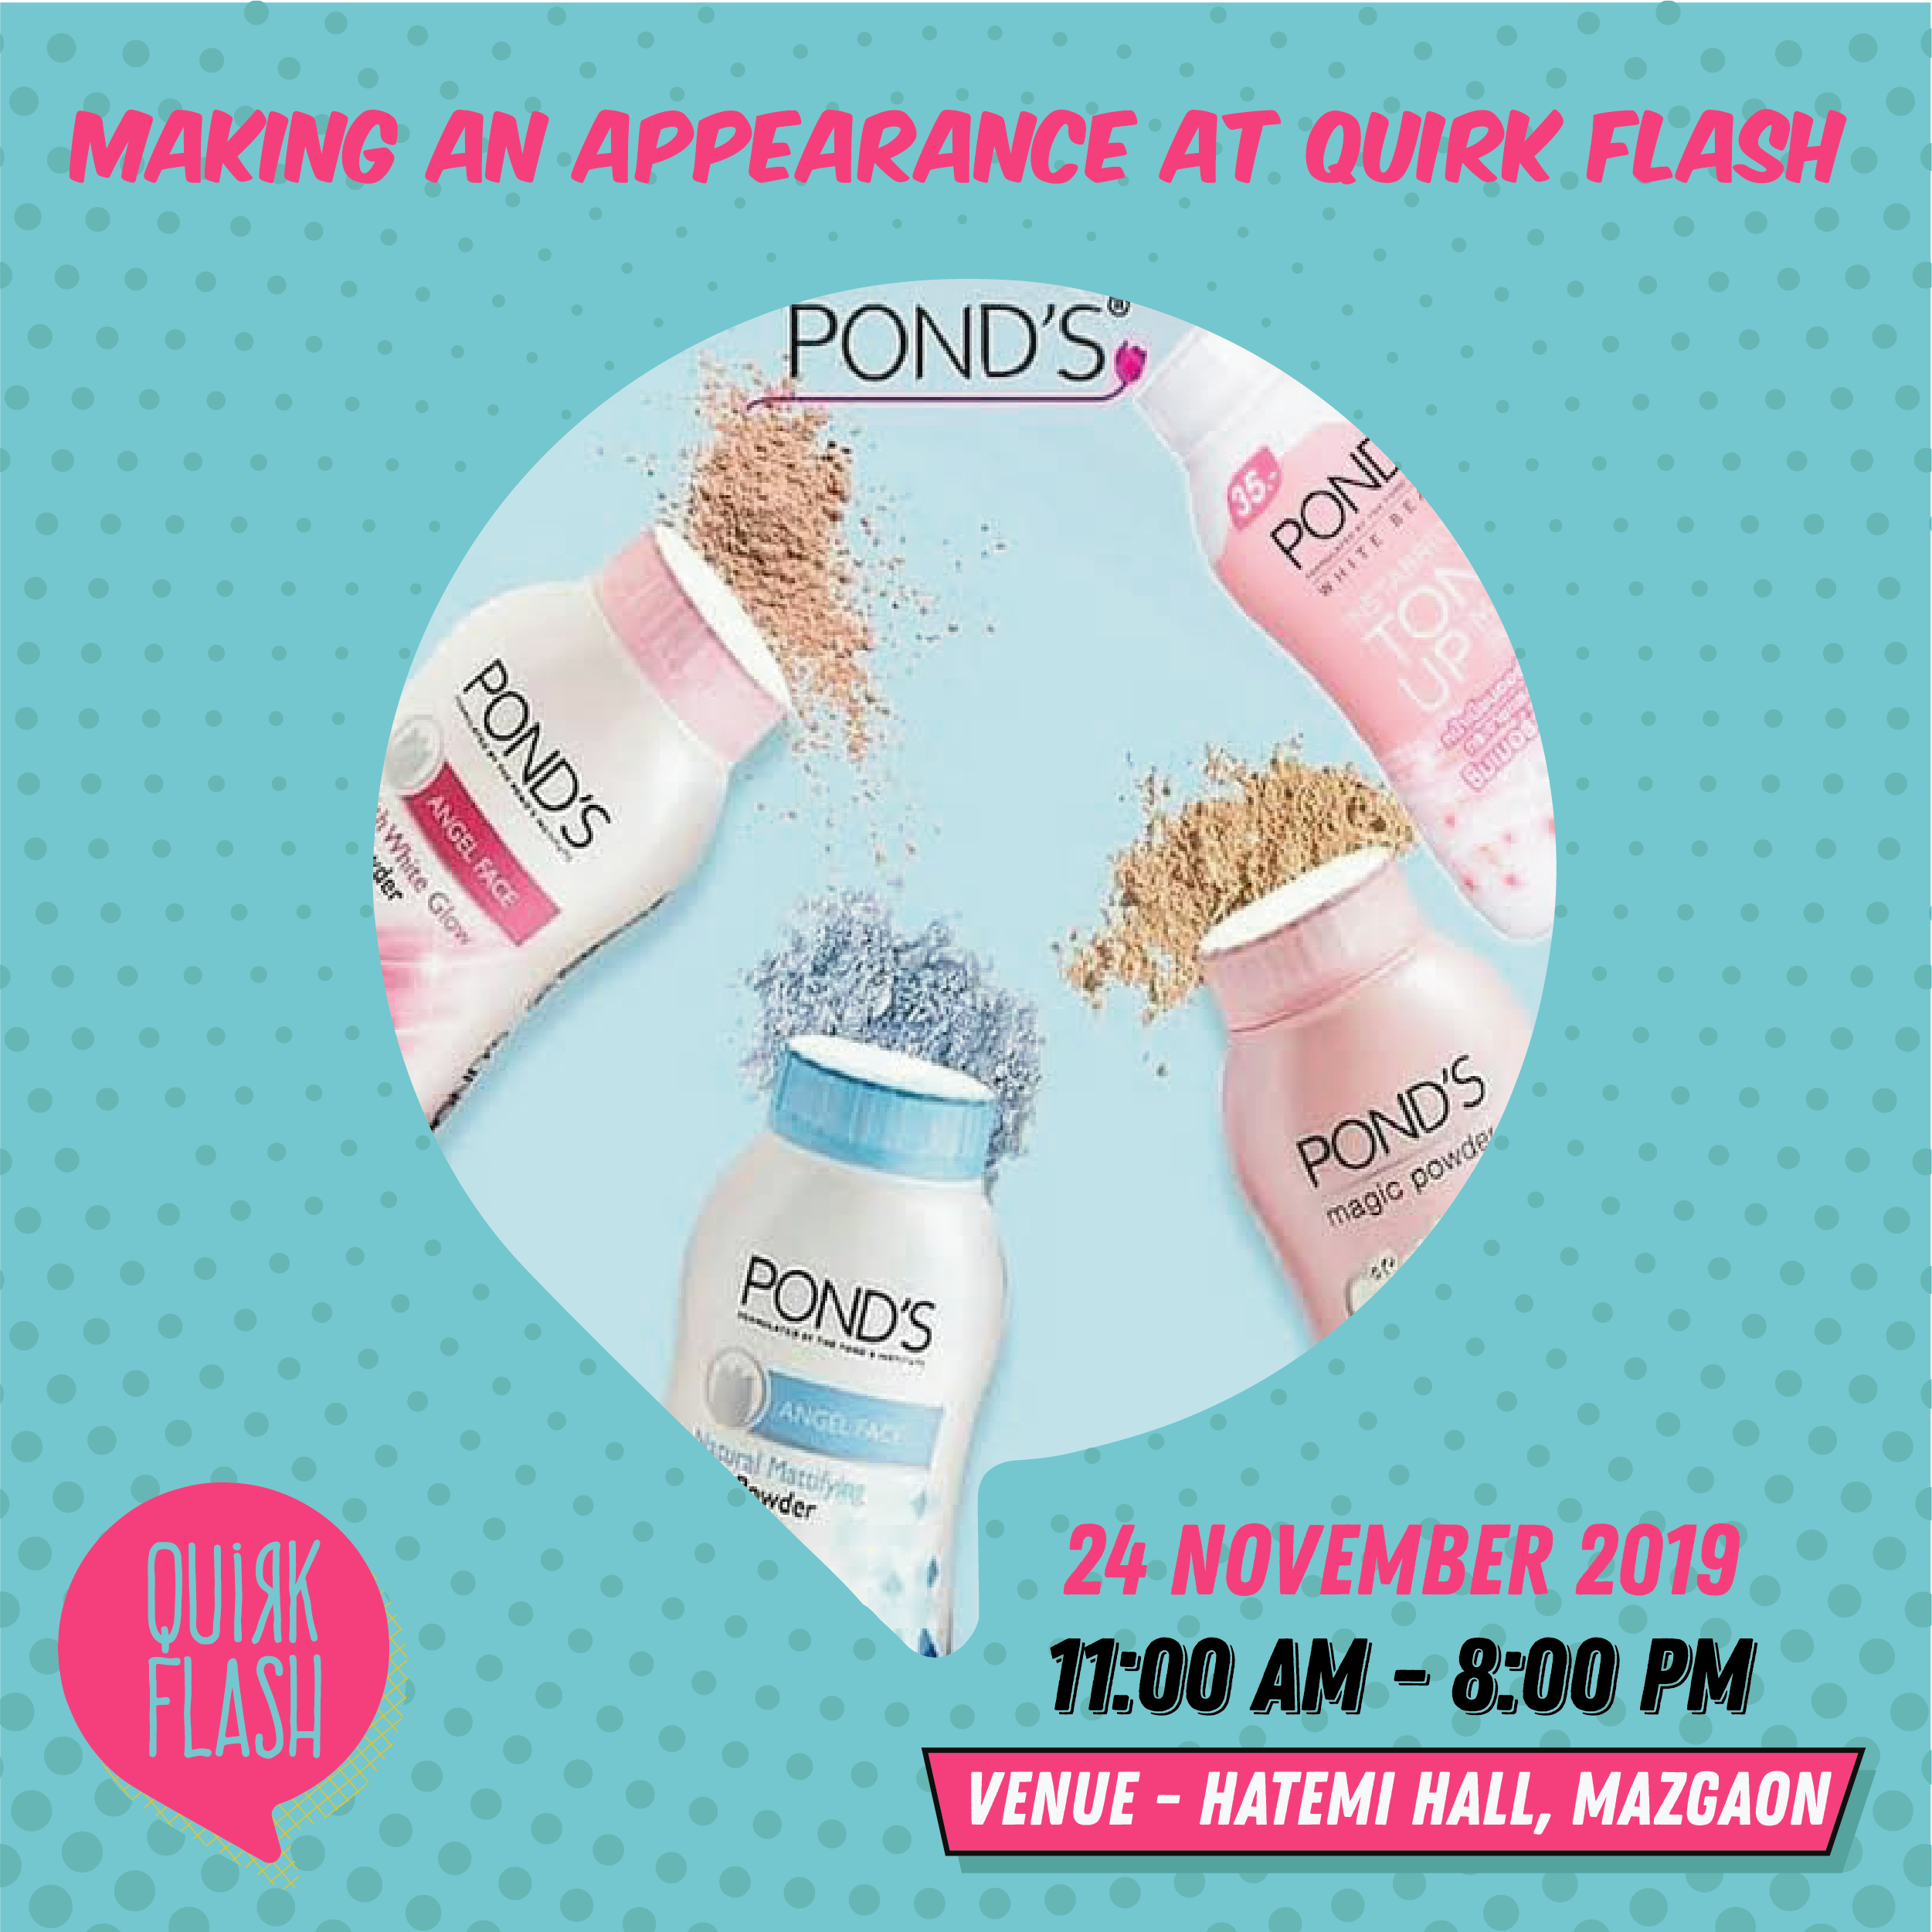 MAKING AN APPEARANCE AT QUIRK FLASH
POND'S®
35.-
POND
WHITE BE
TON
UP
POND'S
ANGEL FACE
White Glow
POND'S
magic powder
POND'S
ANGEL FACE
Natural Mattifying
Powder
QUiRK
FLASH
24 NOVEMBER 2019
11:00 AM - 8:00 PM
VENUE - HATEMI HALL, MAZGAON